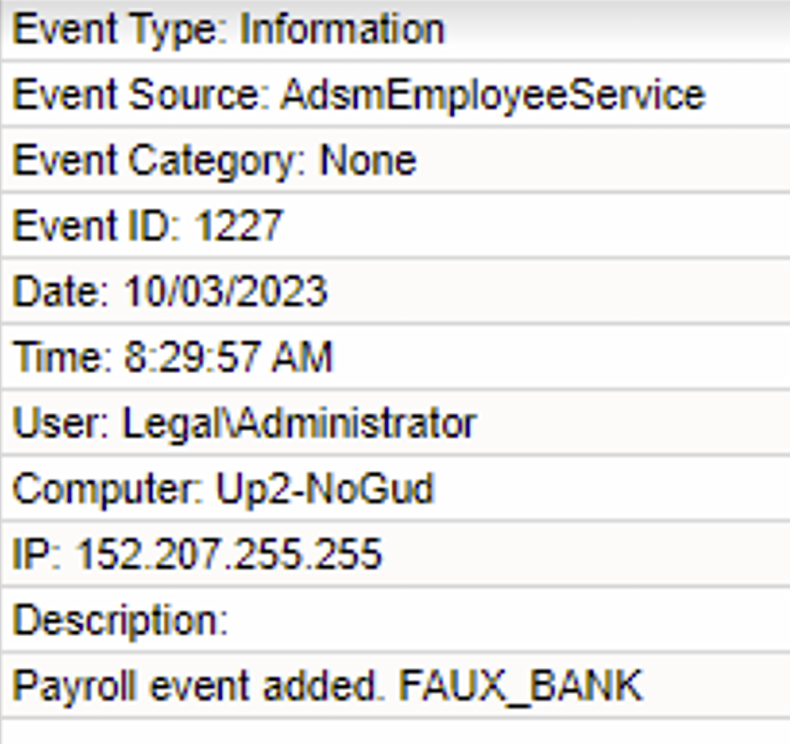 Event Type: Information
Event Source: AdsmEmployeeService
Event Category: None
Event ID: 1227
Date: 10/03/2023
Time: 8:29:57 AM
User: Legal\Administrator
Computer: Up2-NoGud
IP: 152.207.255.255
Description:
Payroll event added. FAUX_BANK